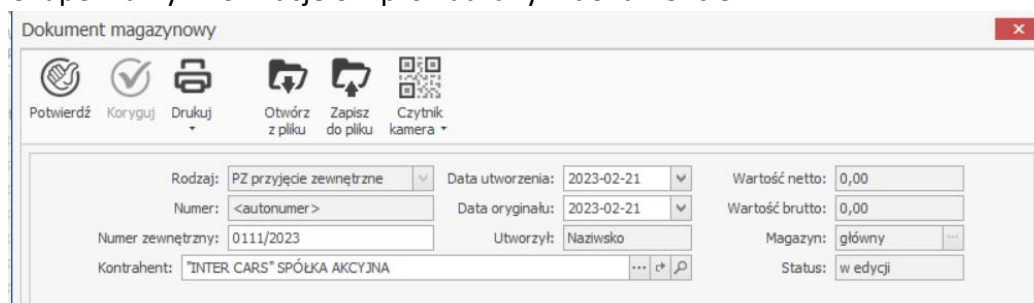 Dokument magazynowy
Potwierdź Koryguj Drukuj Otwórz z pliku Zapisz do pliku Czytnik kamera
Rodzaj: PZ przyjęcie zewnętrzne Data utworzenia: 2023-02-21 Wartość netto: 0,00
Numer: <autonumer> Data oryginału: 2023-02-21 Wartość brutto: 0,00
Numer zewnętrzny: 0111/2023 Utworzył: Naziwsko Magazyn: główny ...
Kontrahent: "INTER CARS" SPÓŁKA AKCYJNA ... Status: w edycji